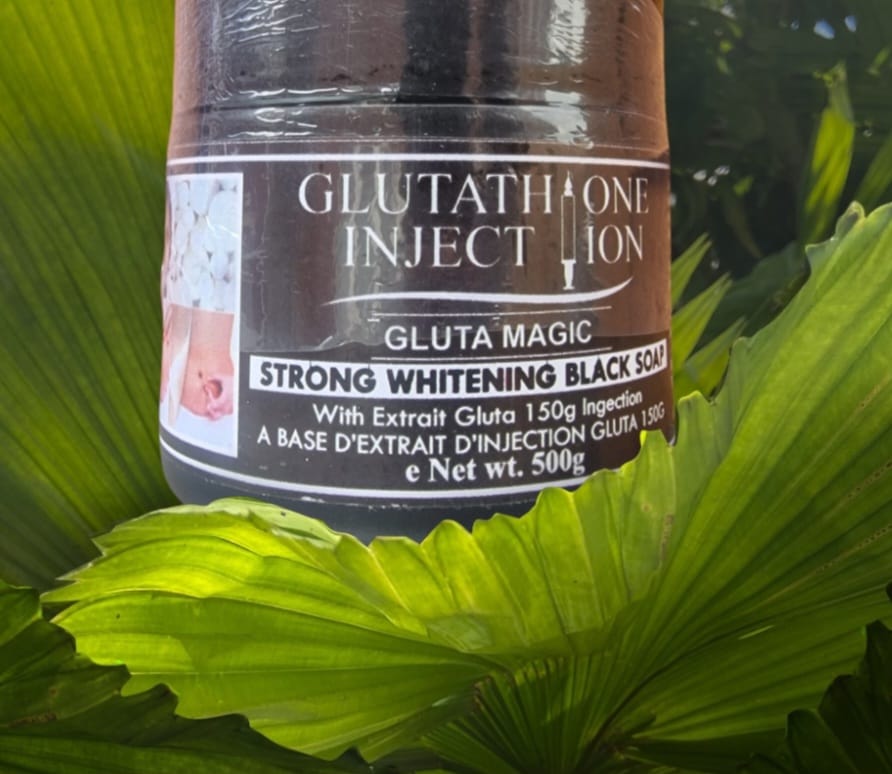 GLUTATHIONE
INJECTION
GLUTA MAGIC
STRONG WHITENING BLACK SOAP
With Extrait Gluta 150g Ingection
A BASE D'EXTRAIT D'INJECTION GLUTA 150G
e Net wt. 500g